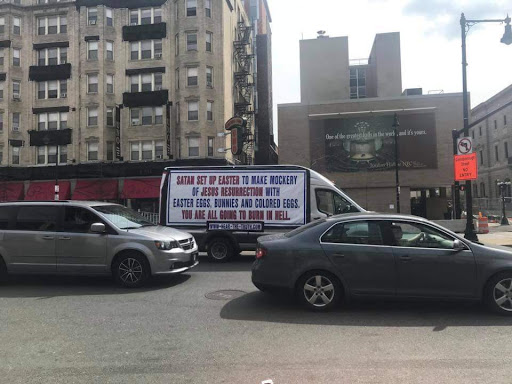 SATAN SET UP EASTER TO MAKE MOCKERY
OF JESUS RESURRECTION WITH
EASTER EGGS, BUNNIES AND COLORED EGGS.
YOU ARE ALL GOING TO BURN IN HELL.
One of the greatest in the World, and it's yours.